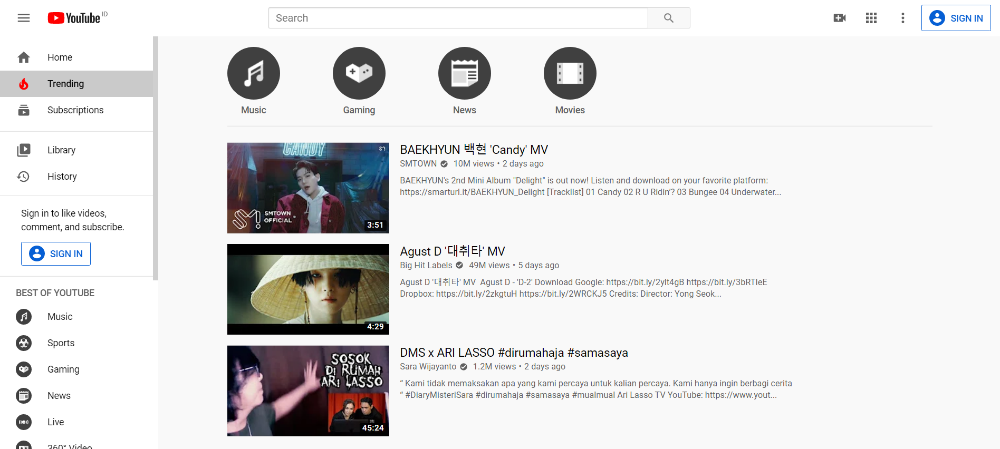 YouTube ID
Search
SIGN IN
Home
Trending
Subscriptions
Library
History
Sign in to like videos,
comment, and subscribe.
SIGN IN
BEST OF YOUTUBE
Music
Sports
Gaming
News
Live
360° Video
Music
Gaming
News
Movies
CANDY
SMTOWN
OFFICIAL
3:51
BAEKHYUN 백현 'Candy' MV
SMTOWN 10M views • 2 days ago
BAEKHYUN's 2nd Mini Album "Delight" is out now! Listen and download on your favorite platform:
https://smarturl.it/BAEKHYUN_Delight [Tracklist] 01 Candy 02 R U Ridin’? 03 Bungee 04 Underwater...
4:29
Agust D '대취타' MV
Big Hit Labels 49M views • 5 days ago
Agust D '대취타' MV  Agust D - 'D-2' Download Google: https://bit.ly/2ylt4gB https://bit.ly/3bRTIeE
Dropbox: https://bit.ly/2zkgtuH https://bit.ly/2WRCKJ5 Credits: Director: Yong Seok...
SOSOK
DI RUMAH
ARI LASSO
45:24
DMS x ARI LASSO #dirumahaja #samasaya
Sara Wijayanto 1.2M views • 2 days ago
“ Kami tidak memaksakan apa yang kami percaya untuk kalian percaya. Kami hanya ingin berbagi cerita
“ #DiaryMisteriSara #dirumahaja #samasaya #mualmual Ari Lasso TV YouTube: https://www.yout...